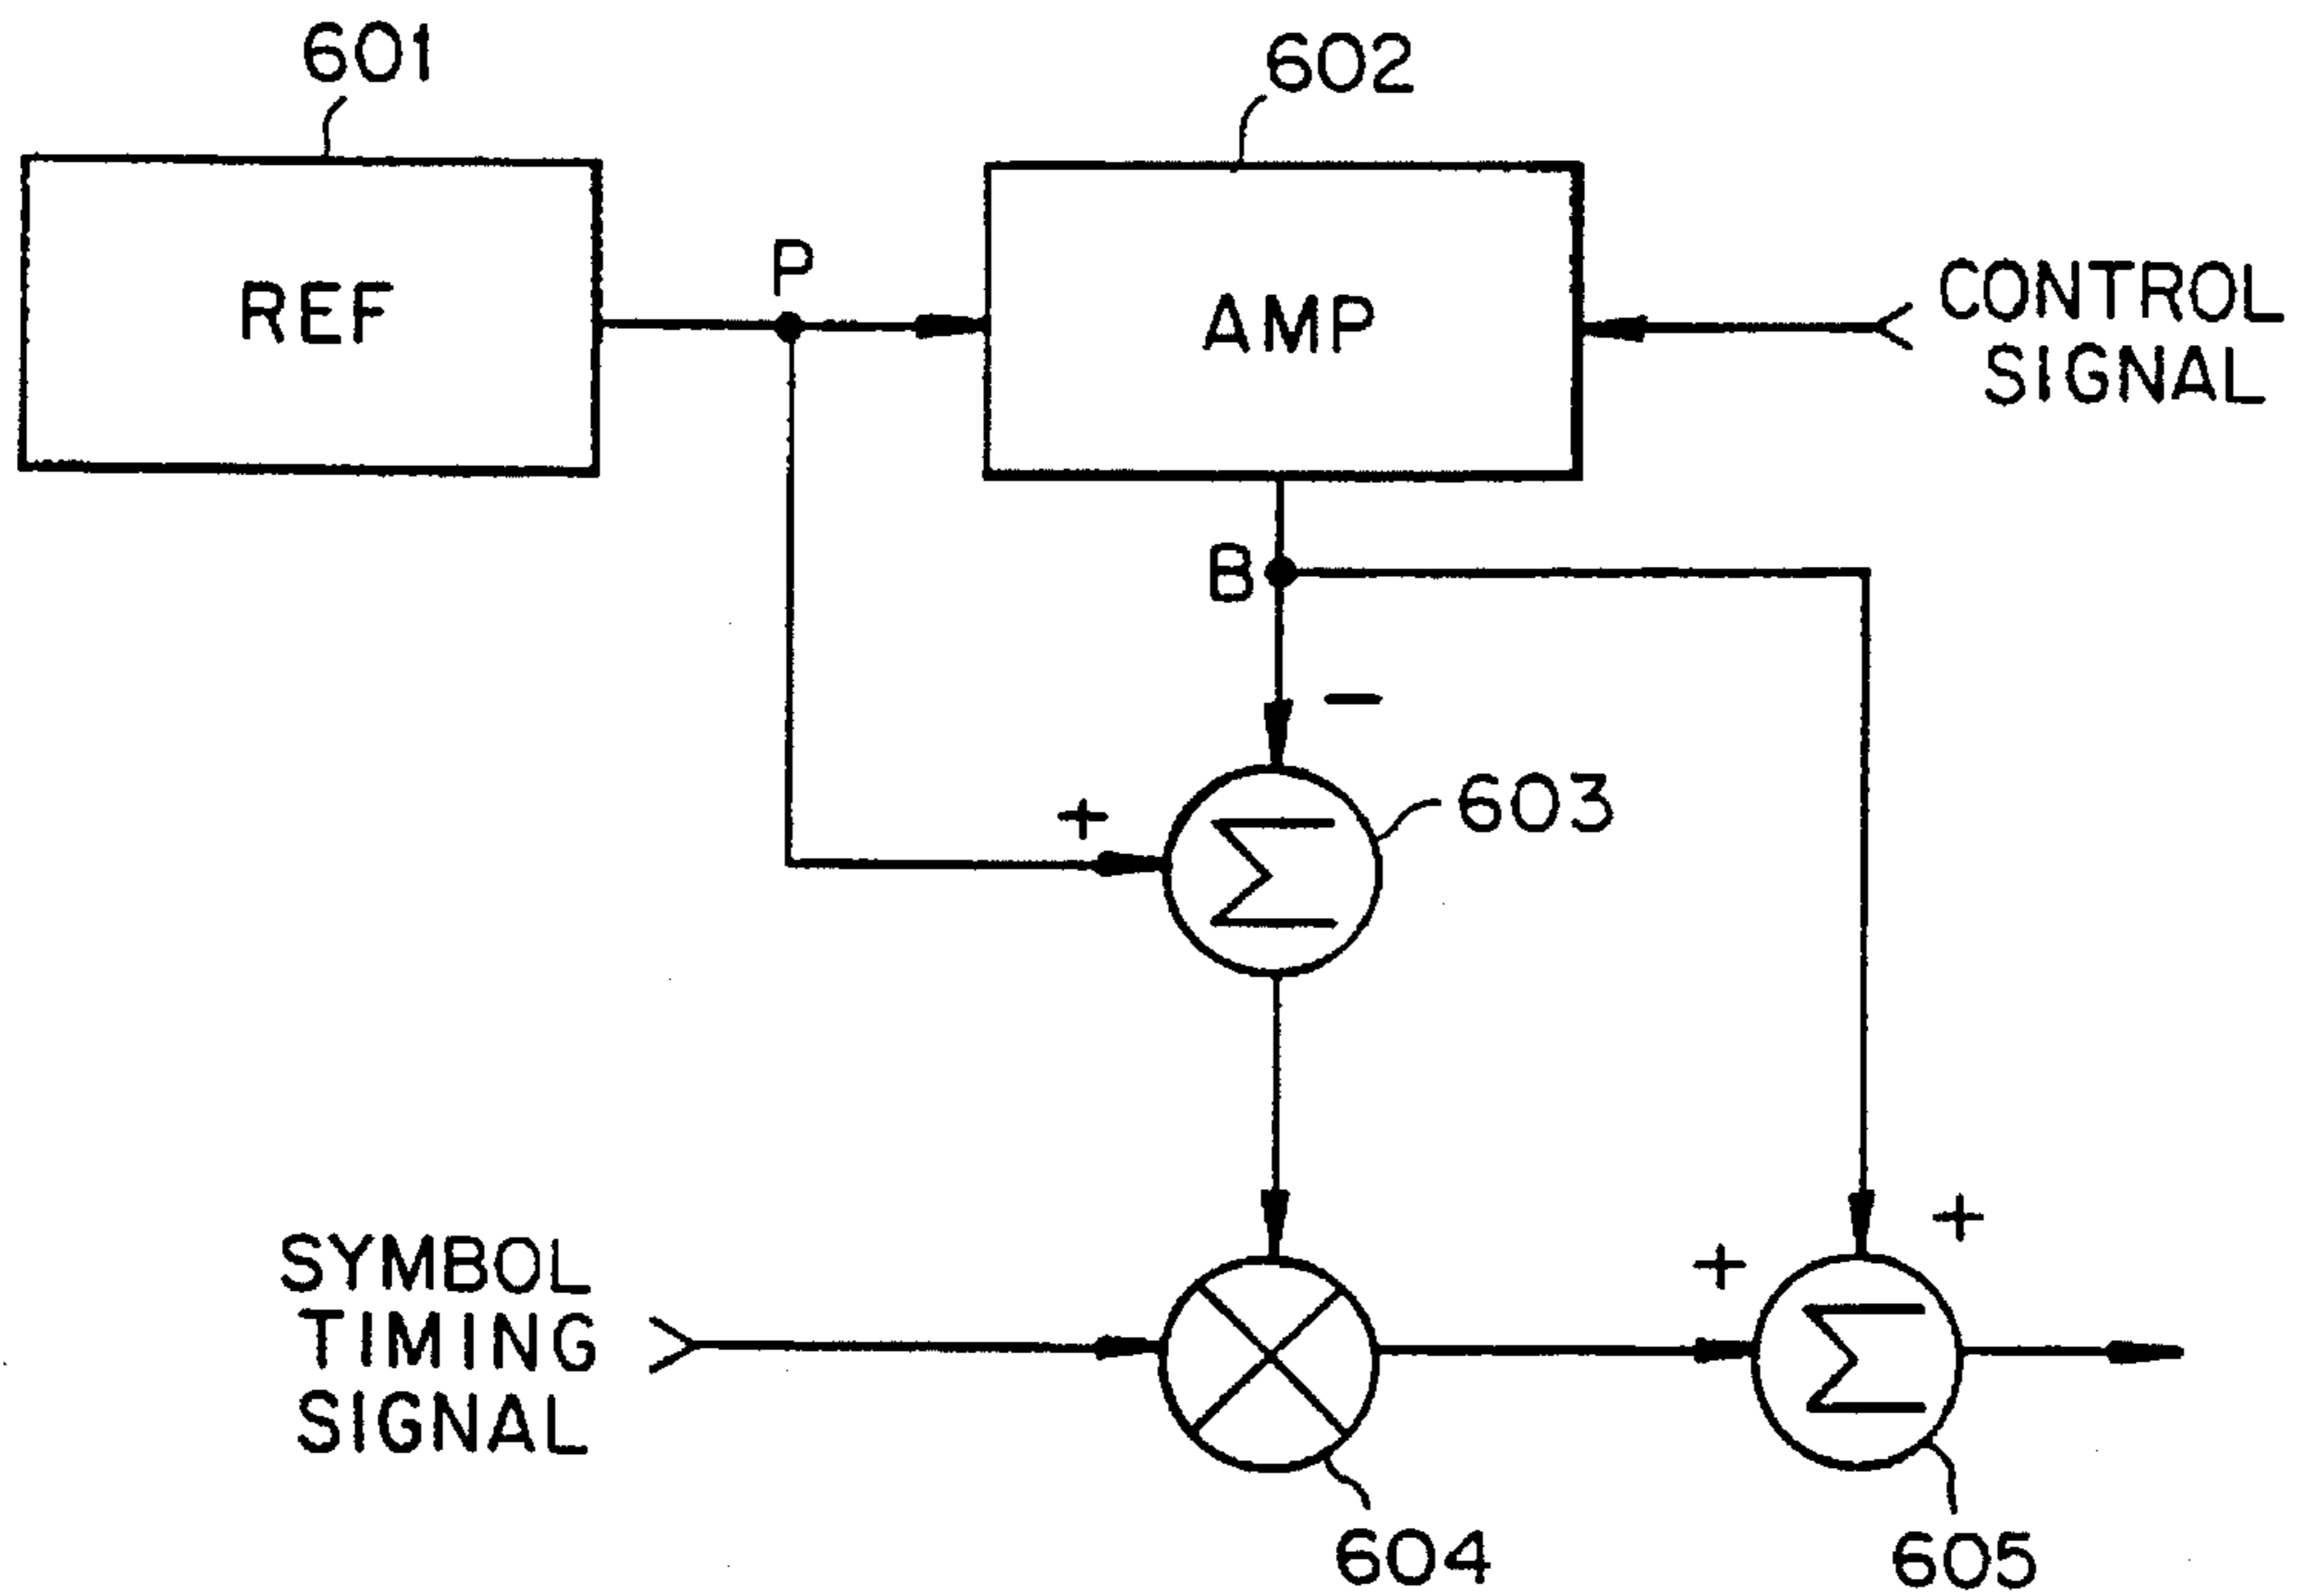 601
602
REF
P
AMP
CONTROL
SIGNAL
B
−
+
603
Σ
SYMBOL
TIMING
SIGNAL
+
+
Σ
604
605